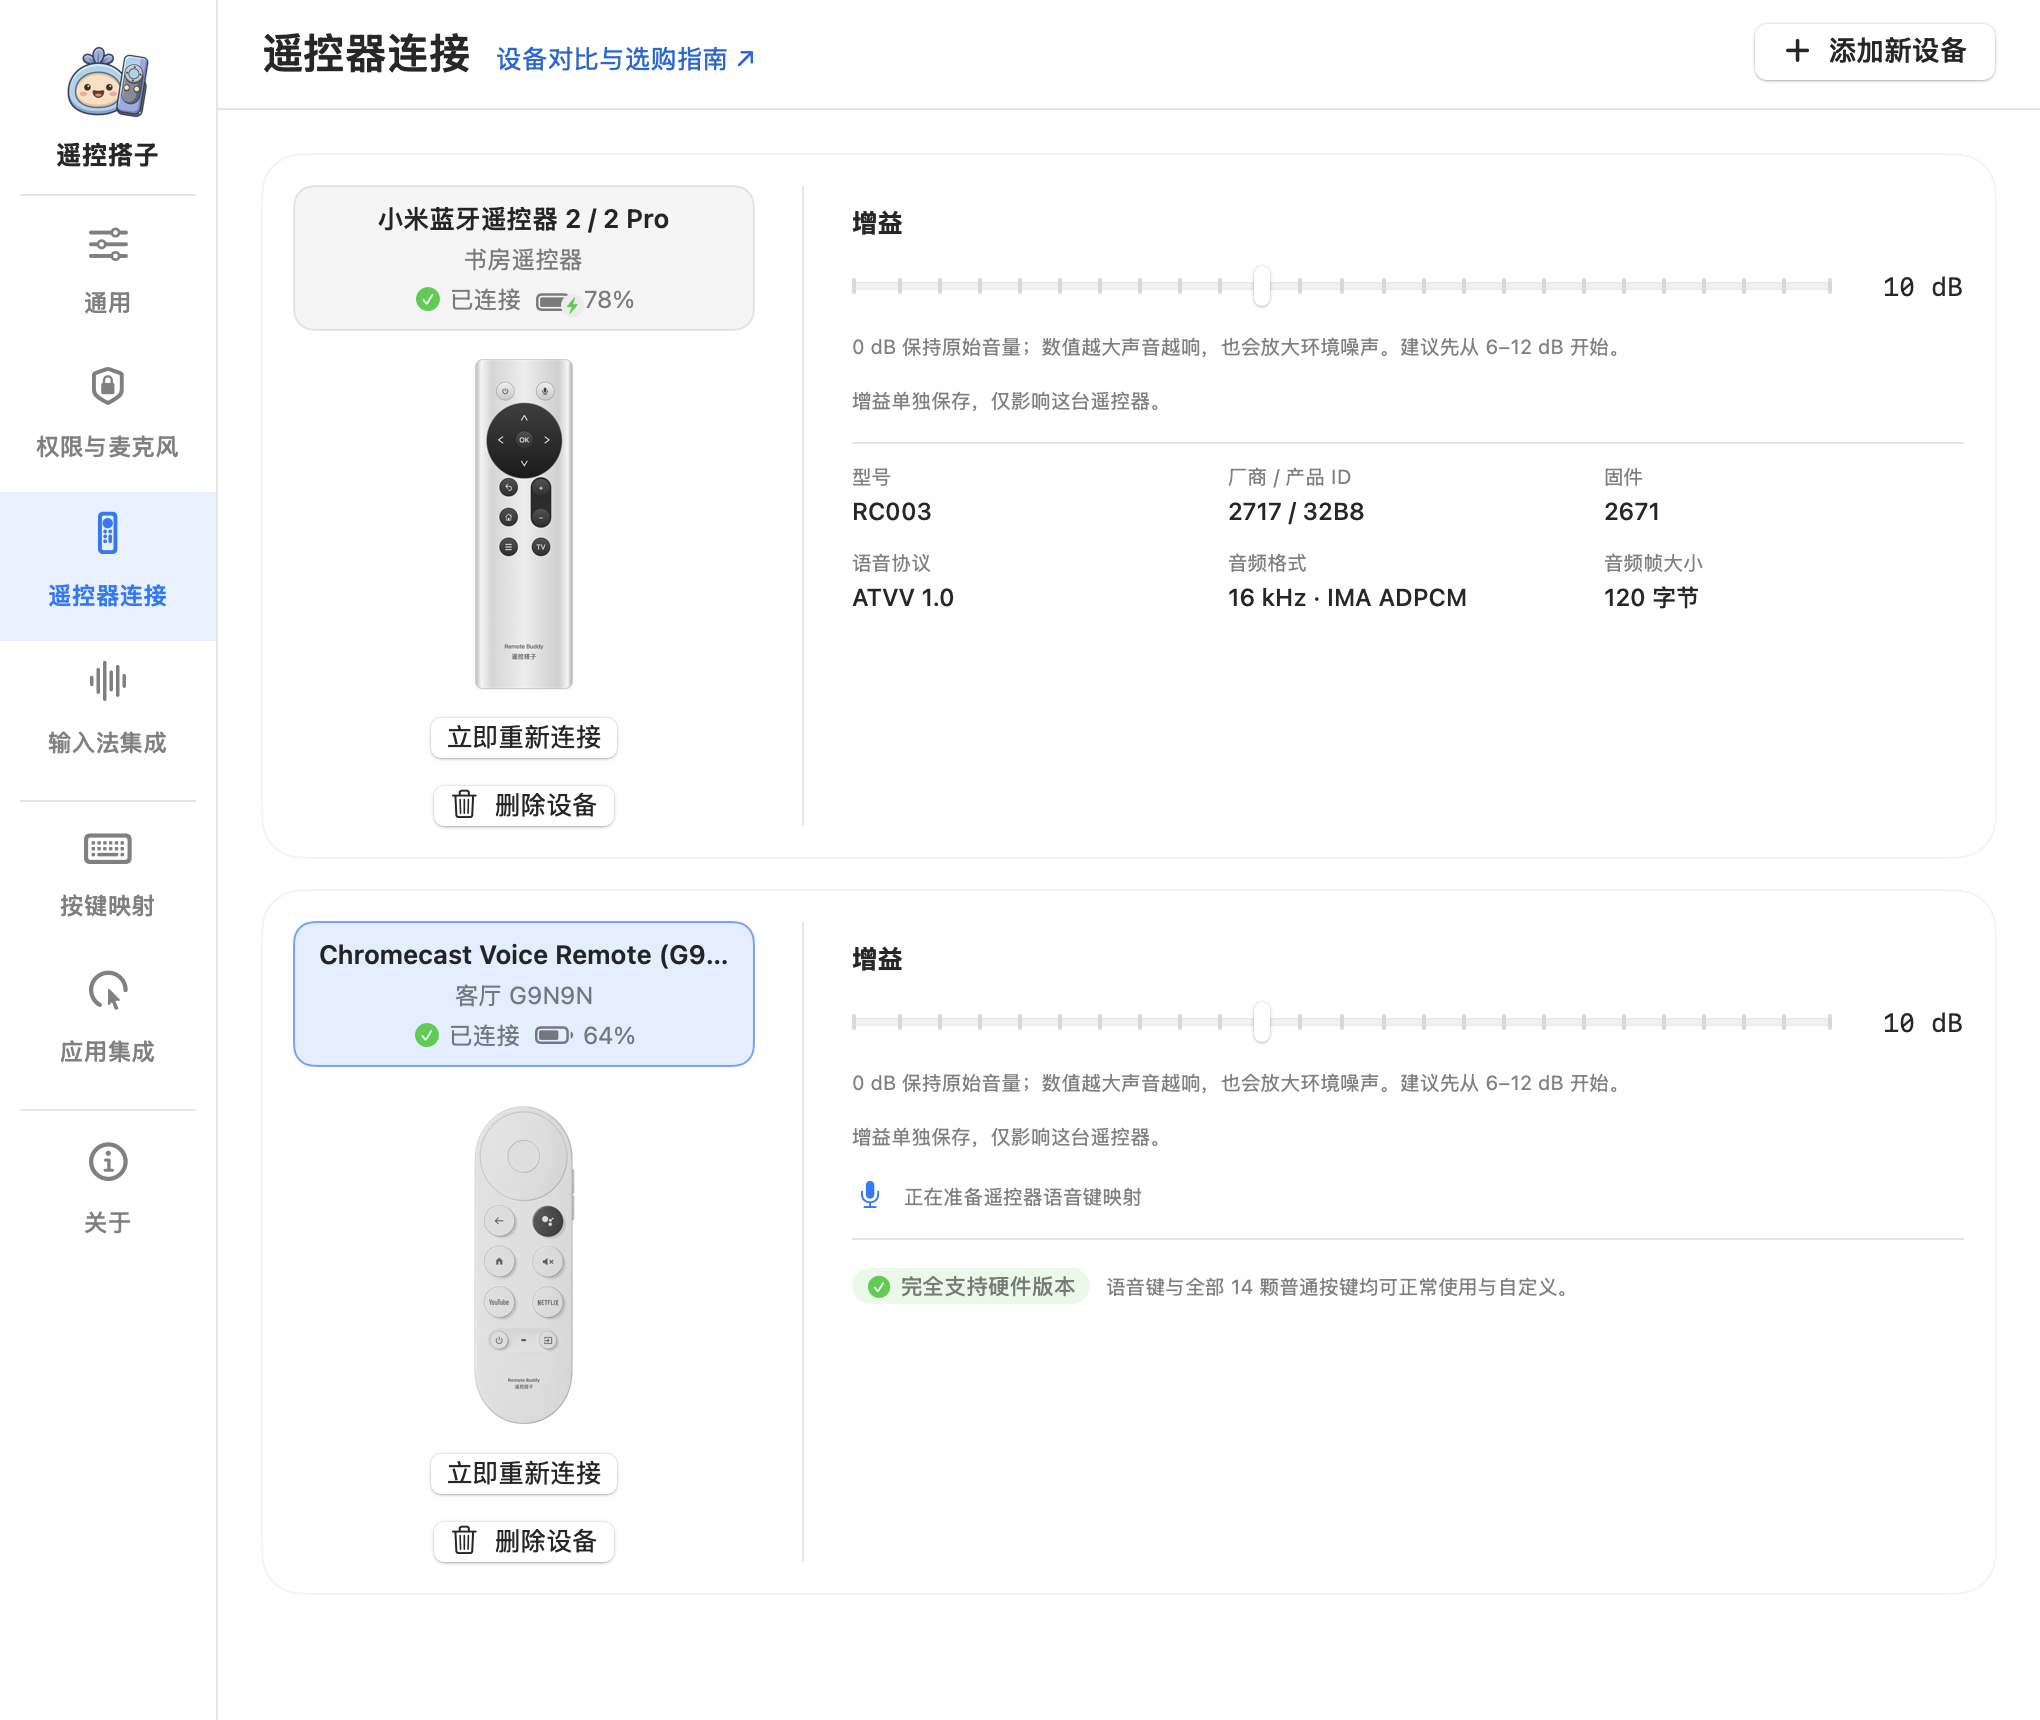 遥控搭子
通用
权限与麦克风
遥控器连接
输入法集成
按键映射
应用集成
关于
遥控器连接 设备对比与选购指南
添加新设备
小米蓝牙遥控器 2 / 2 Pro
书房遥控器
已连接 78%
OK
TV
Remote Buddy
遥控搭子
立即重新连接
删除设备
增益
10 dB
0 dB 保持原始音量；数值越大声音越响，也会放大环境噪声。建议先从 6–12 dB 开始。
增益单独保存，仅影响这台遥控器。
型号 厂商 / 产品 ID 固件
RC003 2717 / 32B8 2671
语音协议 音频格式 音频帧大小
ATVV 1.0 16 kHz · IMA ADPCM 120 字节
Chromecast Voice Remote (G9...
客厅 G9N9N
已连接 64%
YouTube NETFLIX
Remote Buddy
遥控搭子
立即重新连接
删除设备
增益
10 dB
0 dB 保持原始音量；数值越大声音越响，也会放大环境噪声。建议先从 6–12 dB 开始。
增益单独保存，仅影响这台遥控器。
正在准备遥控器语音键映射
完全支持硬件版本 语音键与全部 14 颗普通按键均可正常使用与自定义。